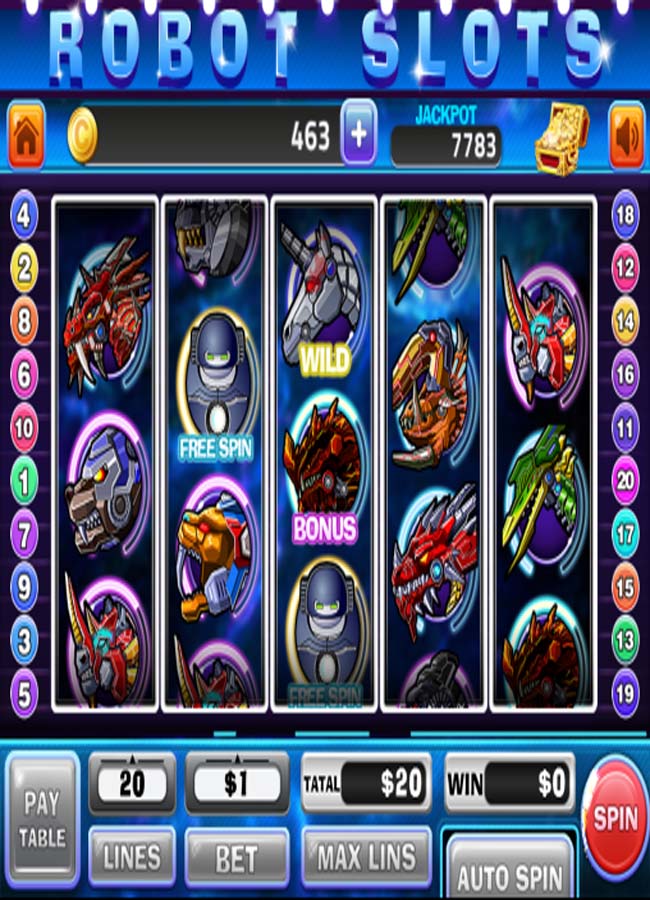 ROBOT SLOTS
C 463 + JACKPOT
7783
4 18
2 12
8 14
6 WILD 16
10 FREE SPIN 11
1 20
7 BONUS 17
9 15
3 13
5 FREE SPIN 19
PAY TABLE
20 $1 TATAL $20 WIN $0
SPIN
LINES BET MAX LINS AUTO SPIN